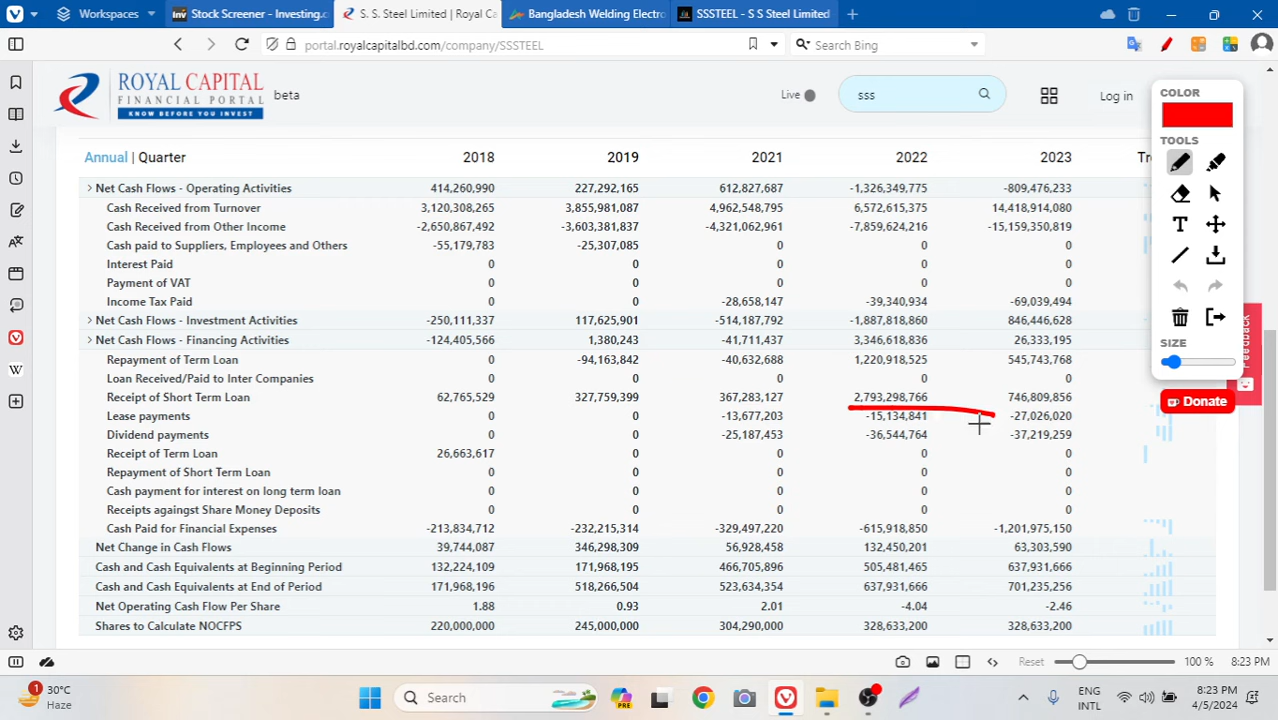 Workspaces
Stock Screener - Investing.c
S. S. Steel Limited | Royal Ca
Bangladesh Welding Electro
SSSTEEL - S S Steel Limited
portal.royalcapitalbd.com/company/SSSTEEL
Search Bing
ROYAL CAPITAL
FINANCIAL PORTAL
KNOW BEFORE YOU INVEST
beta
sss
Live
Log in
COLOR
TOOLS
SIZE
Donate
Feedback
Annual | Quarter 2018 2019 2021 2022 2023 Tr
Net Cash Flows - Operating Activities 414,260,990 227,292,165 612,827,687 -1,326,349,775 -809,476,233
Cash Received from Turnover 3,120,308,265 3,855,981,087 4,962,548,795 6,572,615,375 14,418,914,080
Cash Received from Other Income -2,650,867,492 -3,603,381,837 -4,321,062,961 -7,859,624,216 -15,159,350,819
Cash paid to Suppliers, Employees and Others -55,179,783 -25,307,085 0 0 0
Interest Paid 0 0 0 0 0
Payment of VAT 0 0 0 0 0
Income Tax Paid 0 0 -28,658,147 -39,340,934 -69,039,494
Net Cash Flows - Investment Activities -250,111,337 117,625,901 -514,187,792 -1,887,818,860 846,446,628
Net Cash Flows - Financing Activities -124,405,566 1,380,243 -41,711,437 3,346,618,836 26,333,195
Repayment of Term Loan 0 -94,163,842 -40,632,688 1,220,918,525 545,743,768
Loan Received/Paid to Inter Companies 0 0 0 0 0
Receipt of Short Term Loan 62,765,529 327,759,399 367,283,127 2,793,298,766 746,809,856
Lease payments 0 0 -13,677,203 -15,134,841 -27,026,020
Dividend payments 0 0 -25,187,453 -36,544,764 -37,219,259
Receipt of Term Loan 26,663,617 0 0 0 0
Repayment of Short Term Loan 0 0 0 0 0
Cash payment for interest on long term loan 0 0 0 0 0
Receipts againgst Share Money Deposits 0 0 0 0 0
Cash Paid for Financial Expenses -213,834,712 -232,215,314 -329,497,220 -615,918,850 -1,201,975,150
Net Change in Cash Flows 39,744,087 346,298,309 56,928,458 132,450,201 63,303,590
Cash and Cash Equivalents at Beginning Period 132,224,109 171,968,195 466,705,896 505,481,465 637,931,666
Cash and Cash Equivalents at End of Period 171,968,196 518,266,504 523,634,354 637,931,666 701,235,256
Net Operating Cash Flow Per Share 1.88 0.93 2.01 -4.04 -2.46
Shares to Calculate NOCFPS 220,000,000 245,000,000 304,290,000 328,633,200 328,633,200
Reset 100 % 8:23 PM
1
30°C
Haze
Search
PRE
ENG
INTL
8:23 PM
4/5/2024